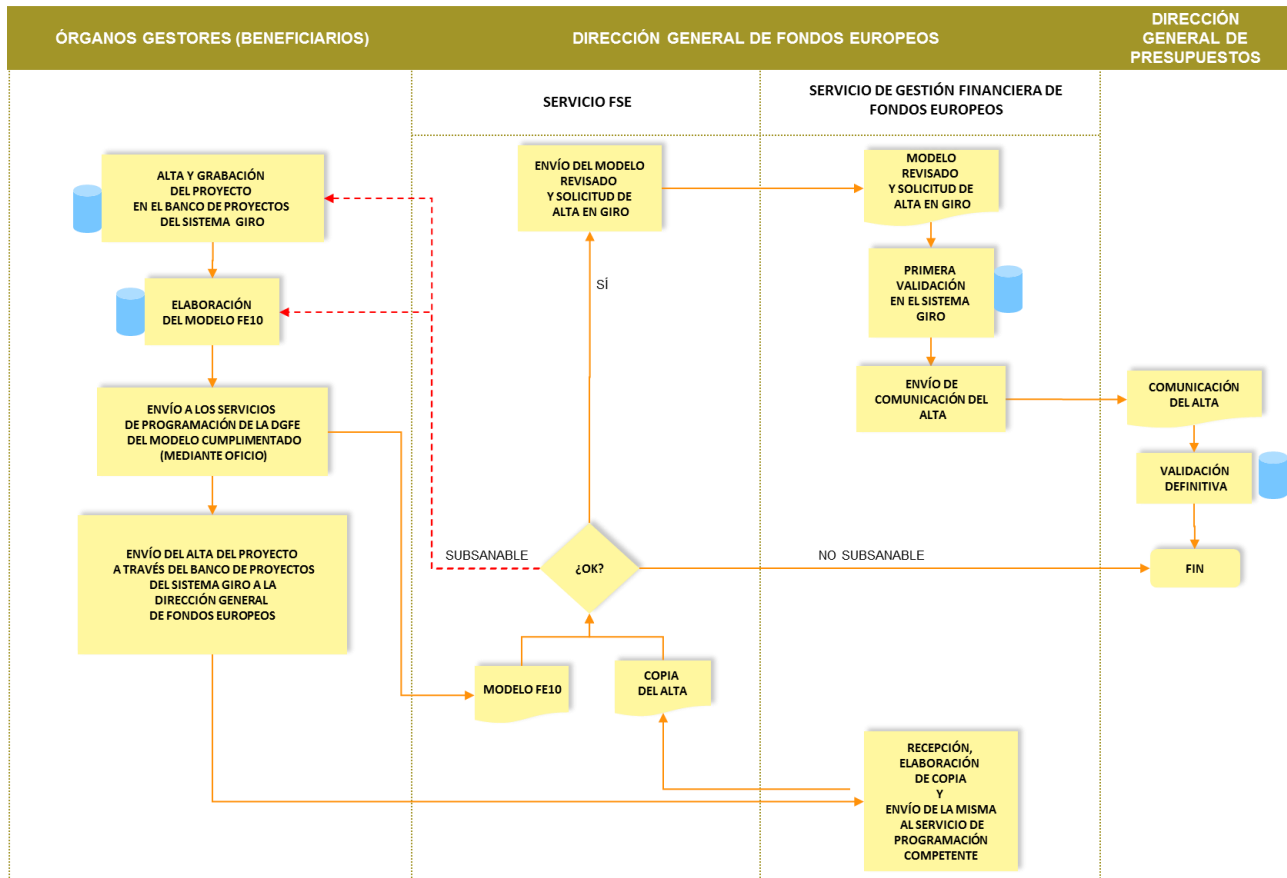 ÓRGANOS GESTORES (BENEFICIARIOS)
DIRECCIÓN GENERAL DE FONDOS EUROPEOS
DIRECCIÓN
GENERAL DE
PRESUPUESTOS
SERVICIO FSE
SERVICIO DE GESTIÓN FINANCIERA DE
FONDOS EUROPEOS
ALTA Y GRABACIÓN
DEL PROYECTO
EN EL BANCO DE PROYECTOS
DEL SISTEMA GIRO
ENVÍO DEL MODELO
REVISADO
Y SOLICITUD DE
ALTA EN GIRO
MODELO
REVISADO
Y SOLICITUD DE
ALTA EN GIRO
SÍ
PRIMERA
VALIDACIÓN
EN EL SISTEMA
GIRO
ELABORACIÓN
DEL MODELO FE10
ENVÍO DE
COMUNICACIÓN DEL
ALTA
COMUNICACIÓN
DEL ALTA
ENVÍO A LOS SERVICIOS
DE PROGRAMACIÓN DE LA DGFE
DEL MODELO CUMPLIMENTADO
(MEDIANTE OFICIO)
VALIDACIÓN
DEFINITIVA
ENVÍO DEL ALTA DEL PROYECTO
A TRAVÉS DEL BANCO DE PROYECTOS
DEL SISTEMA GIRO A LA
DIRECCIÓN GENERAL
DE FONDOS EUROPEOS
SUBSANABLE
¿OK?
NO SUBSANABLE
FIN
MODELO FE10
COPIA
DEL ALTA
RECEPCIÓN,
ELABORACIÓN
DE COPIA
Y
ENVÍO DE LA MISMA
AL SERVICIO DE
PROGRAMACIÓN
COMPETENTE